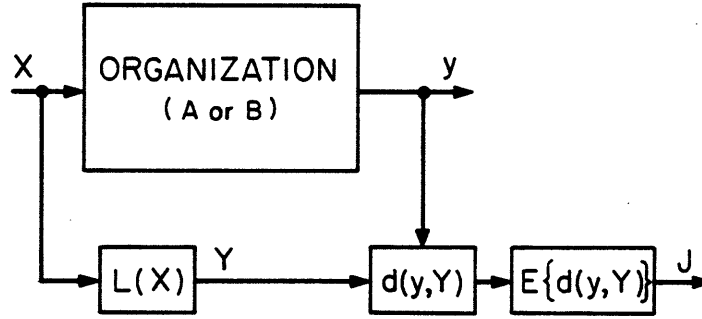 X
ORGANIZATION
(A or B)
y
L(X)
Y
d(y,Y)
E{d(y,Y)}
J